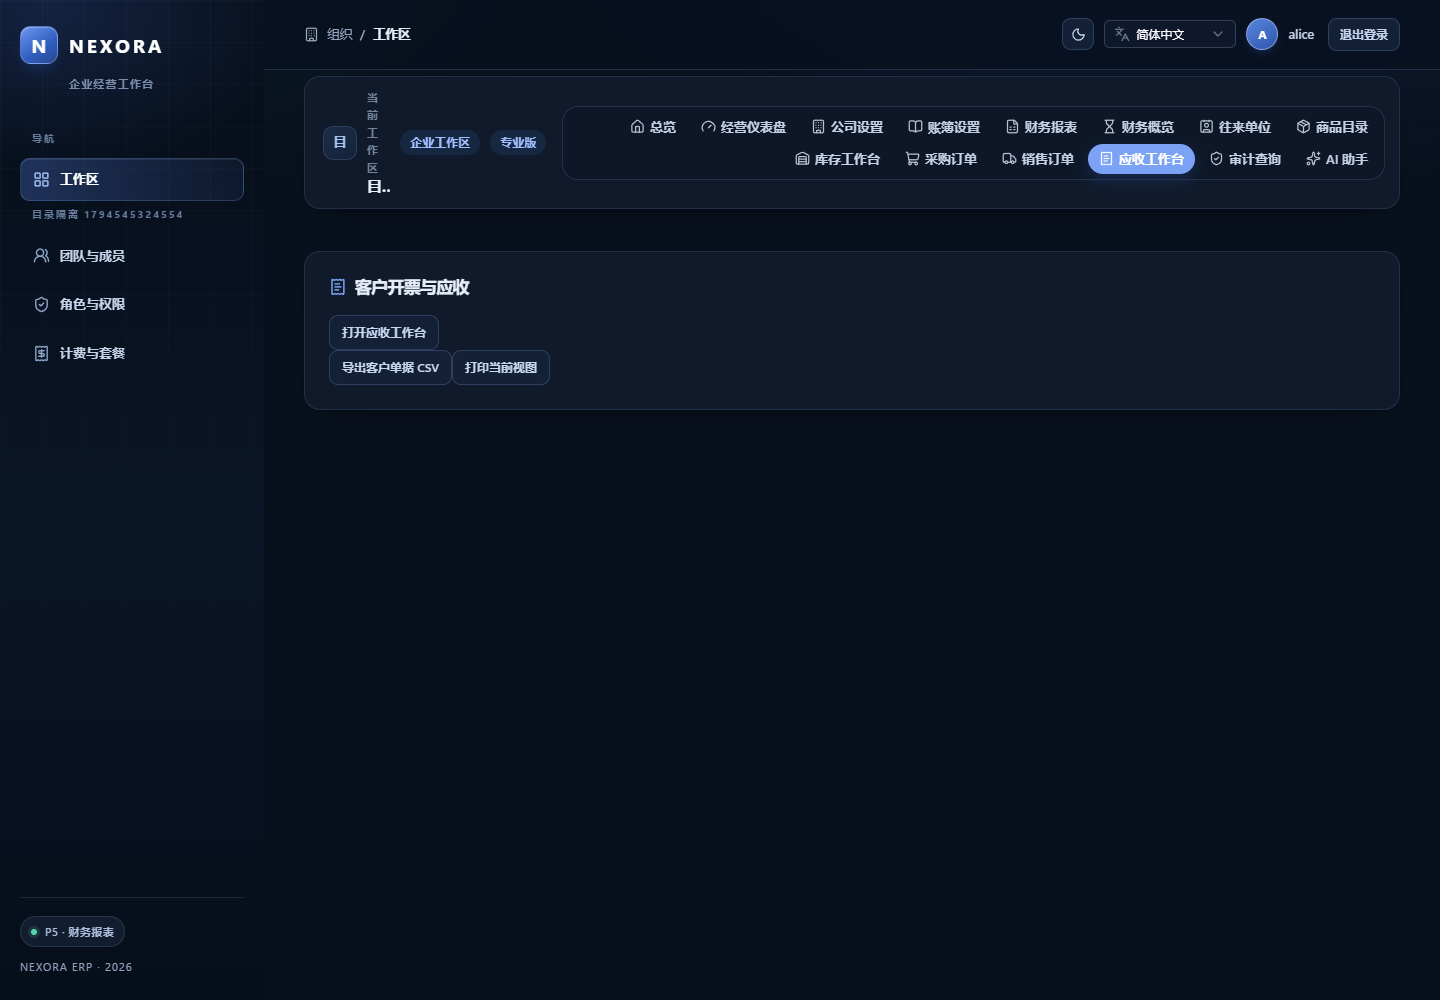 N NEXORA
企业经营工作台
导航
工作区
目录隔离 1794545324554
团队与成员
角色与权限
计费与套餐
P5 · 财务报表
NEXORA ERP · 2026
组织 / 工作区
简体中文
A alice
退出登录
目
当前工作区
目..
企业工作区 专业版
总览 经营仪表盘 公司设置 账簿设置 财务报表 财务概览 往来单位 商品目录
库存工作台 采购订单 销售订单 应收工作台 审计查询 AI 助手
客户开票与应收
打开应收工作台
导出客户单据 CSV 打印当前视图